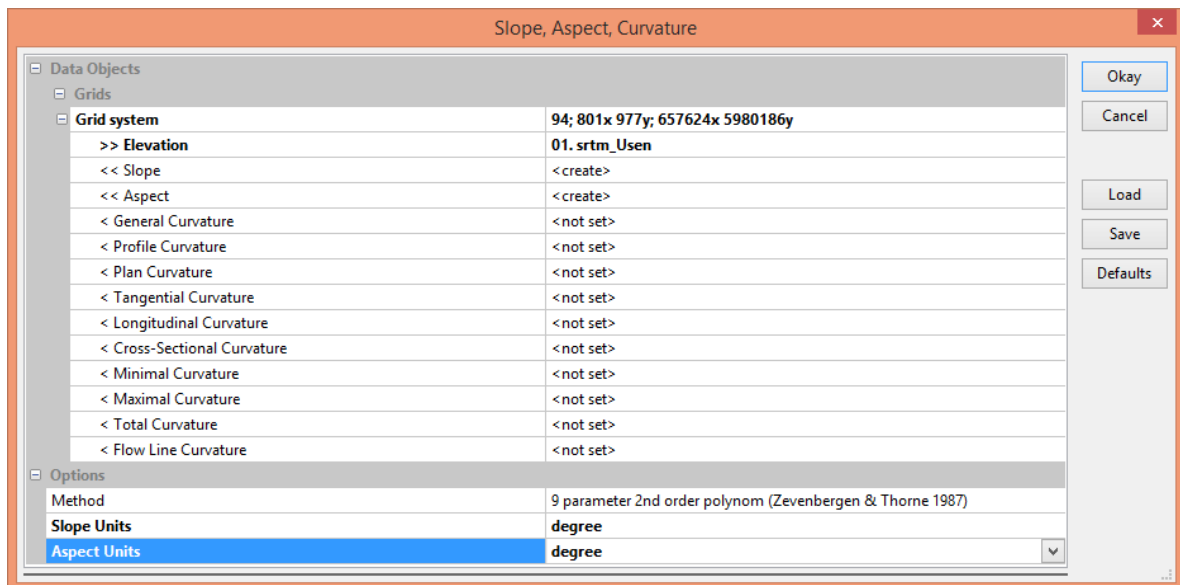 Slope, Aspect, Curvature
Data Objects
Grids
Grid system 94; 801x 977y; 657624x 5980186y
>> Elevation 01. srtm_Usen
<< Slope <create>
<< Aspect <create>
< General Curvature <not set>
< Profile Curvature <not set>
< Plan Curvature <not set>
< Tangential Curvature <not set>
< Longitudinal Curvature <not set>
< Cross-Sectional Curvature <not set>
< Minimal Curvature <not set>
< Maximal Curvature <not set>
< Total Curvature <not set>
< Flow Line Curvature <not set>
Options
Method 9 parameter 2nd order polynom (Zevenbergen & Thorne 1987)
Slope Units degree
Aspect Units degree
Okay
Cancel
Load
Save
Defaults